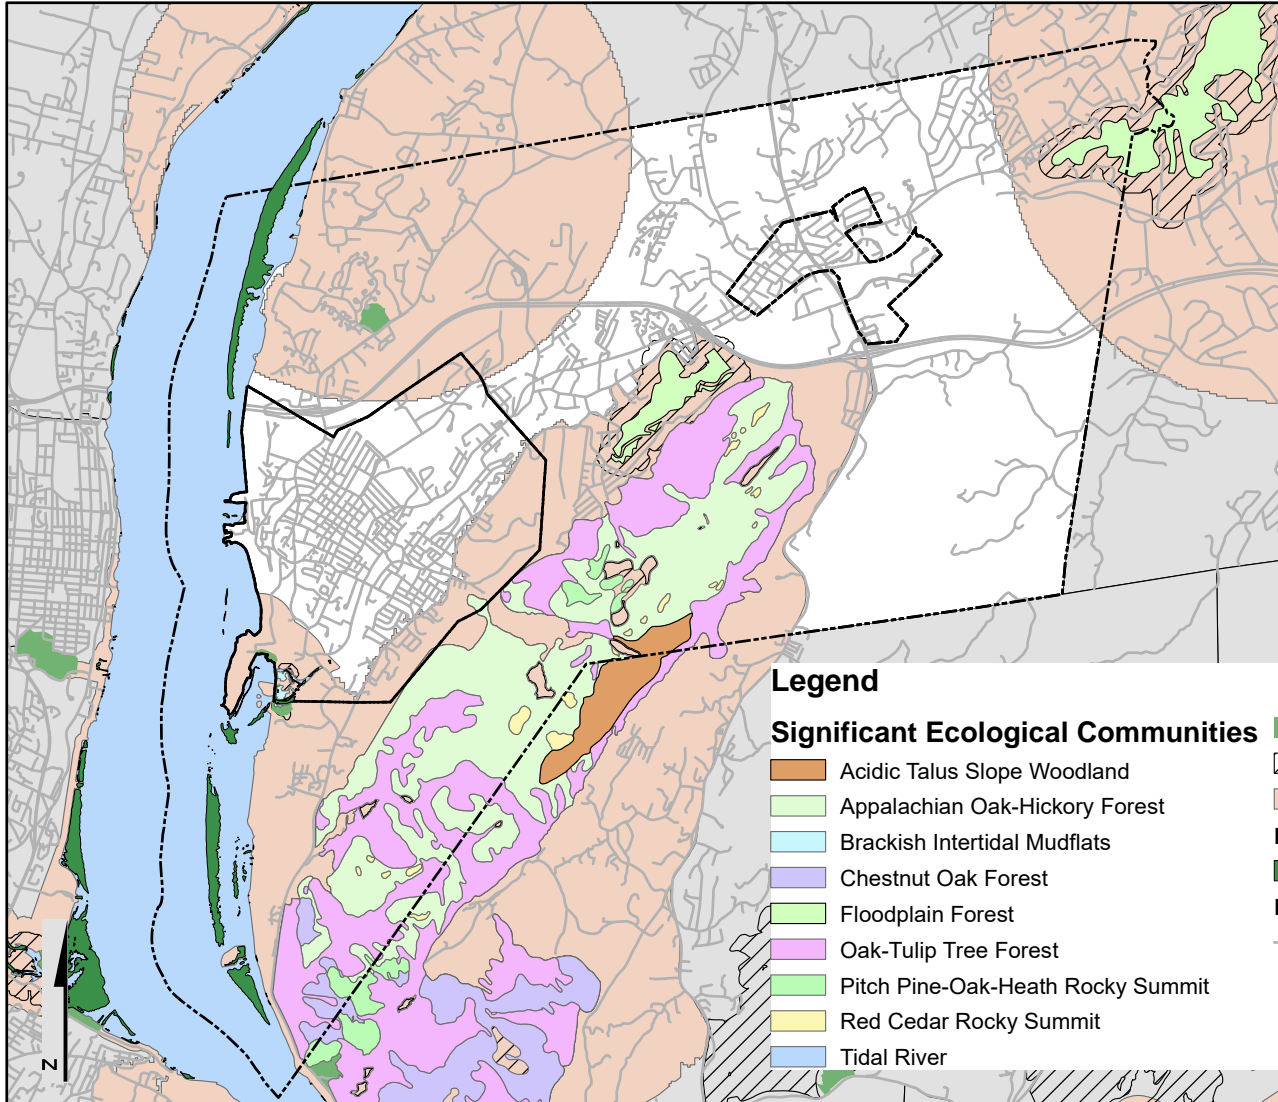 Legend
Significant Ecological Communities
Acidic Talus Slope Woodland
Appalachian Oak-Hickory Forest
Brackish Intertidal Mudflats
Chestnut Oak Forest
Floodplain Forest
Oak-Tulip Tree Forest
Pitch Pine-Oak-Heath Rocky Summit
Red Cedar Rocky Summit
Tidal River
N